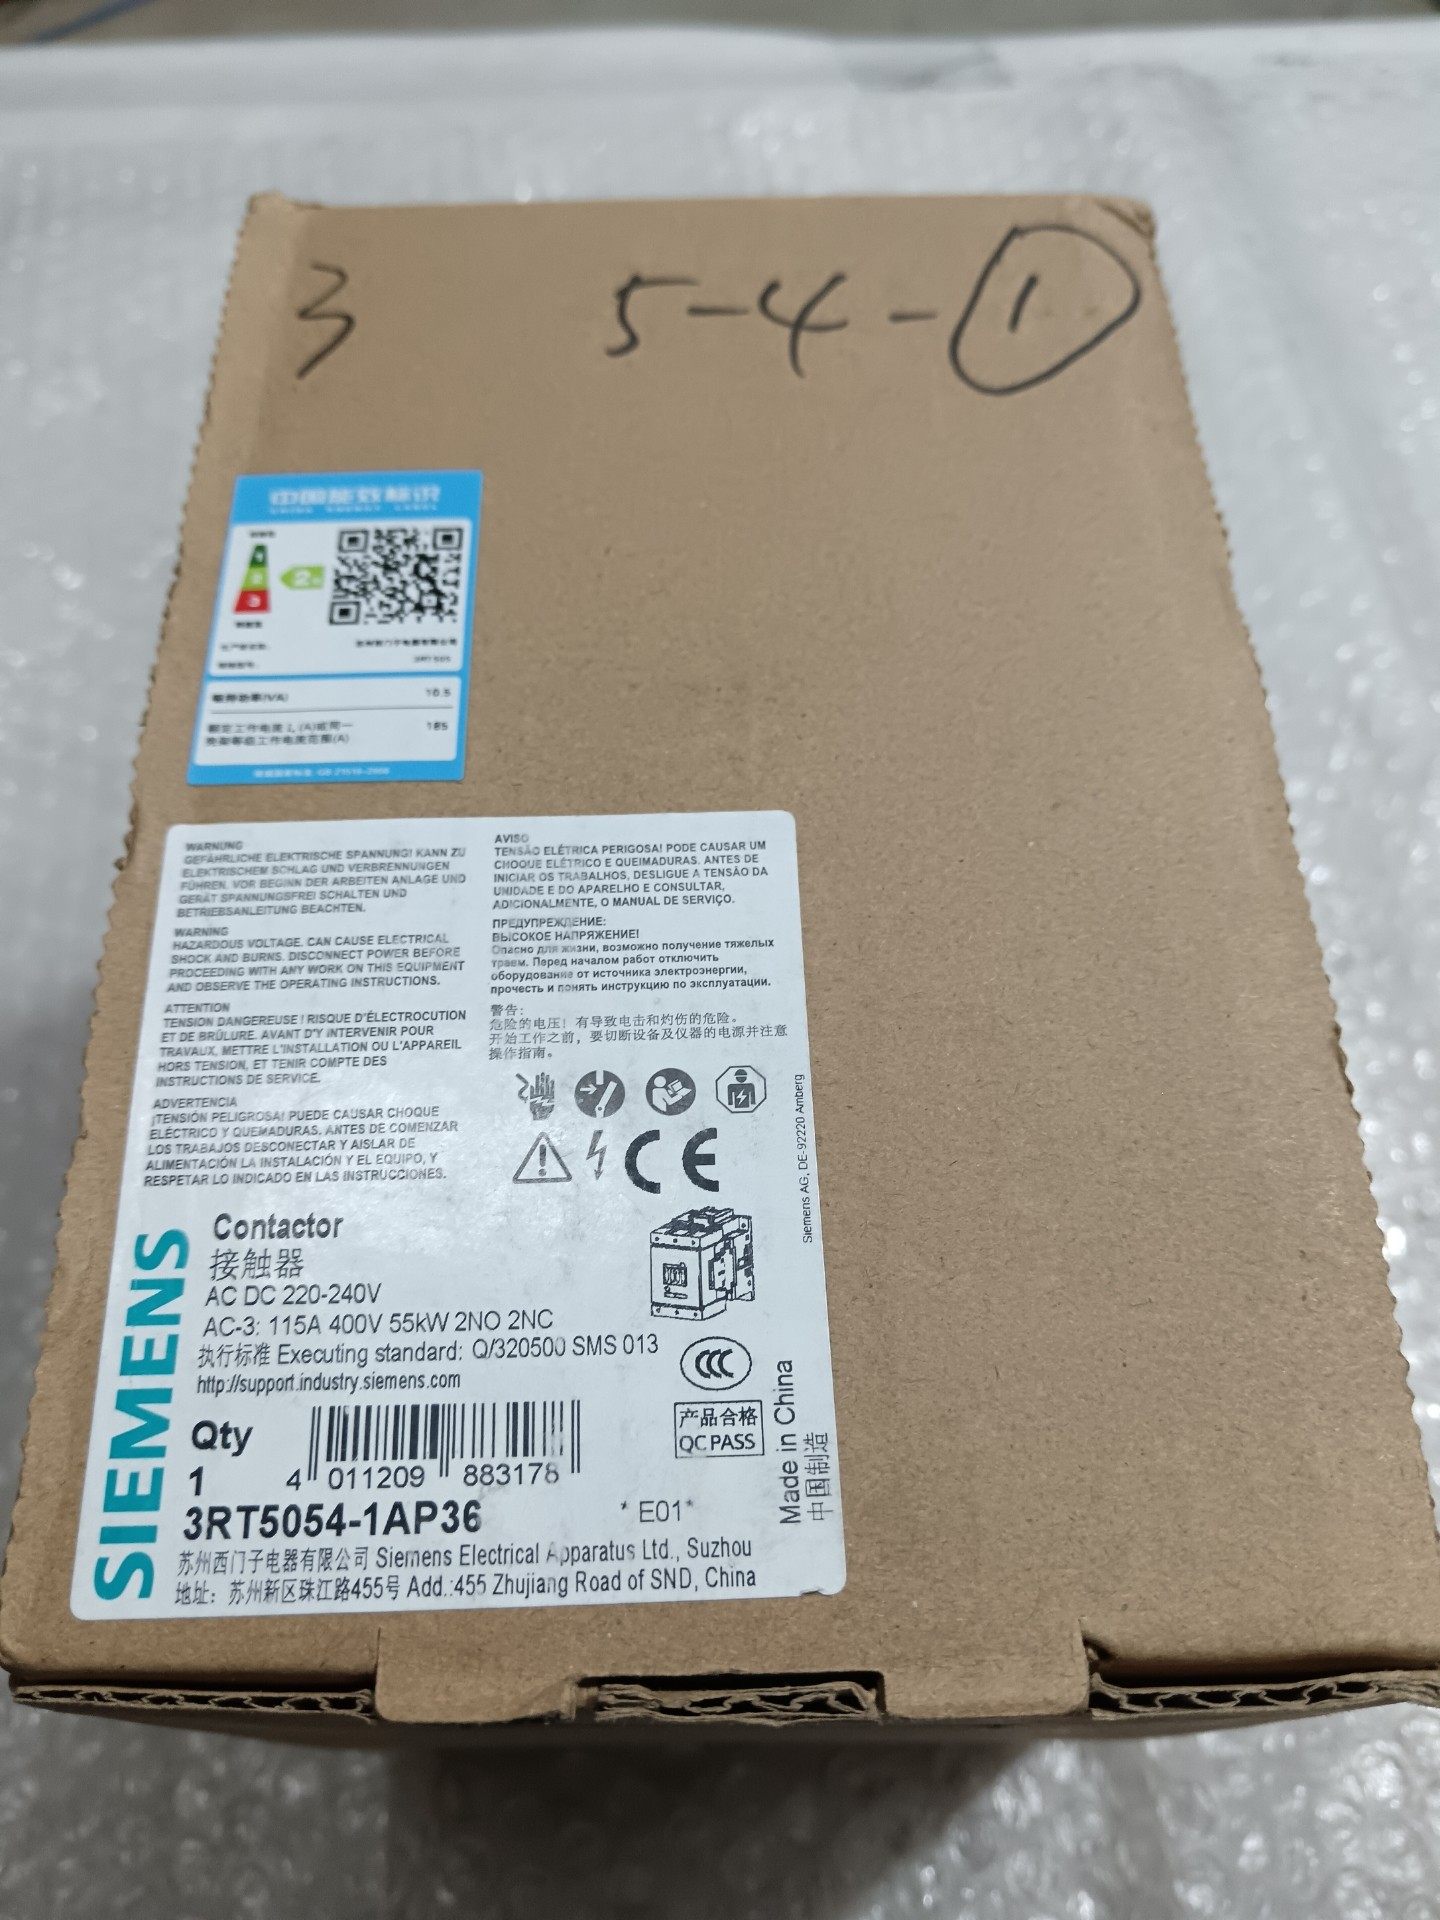 3 5-4-①
中国能效标识
CHINA ENERGY LABEL
1
2
3
2
3RT505
10.5
额定工作电流
185
WARNUNG
GEFÄHRLICHE ELEKTRISCHE SPANNUNG! KANN ZU
ELEKTRISCHEM SCHLAG UND VERBRENNUNGEN
FÜHREN. VOR BEGINN DER ARBEITEN ANLAGE UND
GERÄT SPANNUNGSFREI SCHALTEN UND
BETRIEBSANLEITUNG BEACHTEN.
WARNING
HAZARDOUS VOLTAGE. CAN CAUSE ELECTRICAL
SHOCK AND BURNS. DISCONNECT POWER BEFORE
PROCEEDING WITH ANY WORK ON THIS EQUIPMENT
AND OBSERVE THE OPERATING INSTRUCTIONS.
ATTENTION
TENSION DANGEREUSE ! RISQUE D'ÉLECTROCUTION
ET DE BRÛLURE. AVANT D'Y INTERVENIR POUR
TRAVAUX, METTRE L'INSTALLATION OU L'APPAREIL
HORS TENSION, ET TENIR COMPTE DES
INSTRUCTIONS DE SERVICE.
ADVERTENCIA
¡TENSIÓN PELIGROSA! PUEDE CAUSAR CHOQUE
ELÉCTRICO Y QUEMADURAS. ANTES DE COMENZAR
LOS TRABAJOS DESCONECTAR Y AISLAR DE
ALIMENTACIÓN LA INSTALACIÓN Y EL EQUIPO, Y
RESPETAR LO INDICADO EN LAS INSTRUCCIONES.
AVISO
TENSÃO ELÉTRICA PERIGOSA! PODE CAUSAR UM
CHOQUE ELÉTRICO E QUEIMADURAS. ANTES DE
INICIAR OS TRABALHOS, DESLIGUE A TENSÃO DA
UNIDADE E DO APARELHO E CONSULTAR,
ADICIONALMENTE, O MANUAL DE SERVIÇO.
ПРЕДУПРЕЖДЕНИЕ:
ВЫСОКОЕ НАПРЯЖЕНИЕ!
Опасно для жизни, возможно получение тяжелых
травм. Перед началом работ отключить
оборудование от источника электроэнергии,
прочесть и понять инструкцию по эксплуатации.
警告:
危险的电压! 有导致电击和灼伤的危险。
开始工作之前, 要切断设备及仪器的电源并注意
操作指南。
CE
Siemens AG, DE-92220 Amberg
SIEMENS
Contactor
接触器
AC DC 220-240V
AC-3: 115A 400V 55kW 2NO 2NC
执行标准 Executing standard: Q/320500 SMS 013
http://support.industry.siemens.com
CCC
产品合格
QC PASS
Made in China
中国制造
Qty
1
4 011209 883178
3RT5054-1AP36
* E01*
苏州西门子电器有限公司 Siemens Electrical Apparatus Ltd., Suzhou
地址: 苏州新区珠江路455号 Add.:455 Zhujiang Road of SND, China